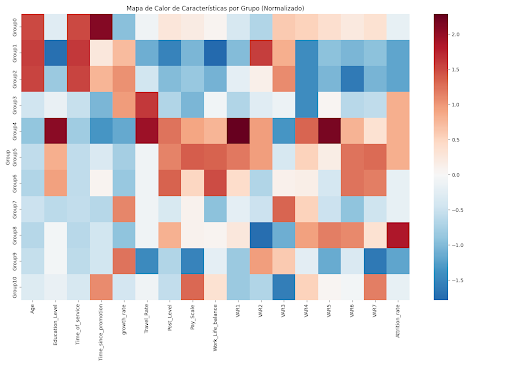 Mapa de Calor de Características por Grupo (Normalizado)
Group
Group0
Group1
Group2
Group3
Group4
Group5
Group6
Group7
Group8
Group9
Group10
Age
Education_Level
Time_of_service
Time_since_promotion
growth_rate
Travel_Rate
Post_Level
Pay_Scale
Work_Life_balance
VAR1
VAR2
VAR3
VAR4
VAR5
VAR6
VAR7
Attrition_rate
2.0
1.5
1.0
0.5
0.0
−0.5
−1.0
−1.5